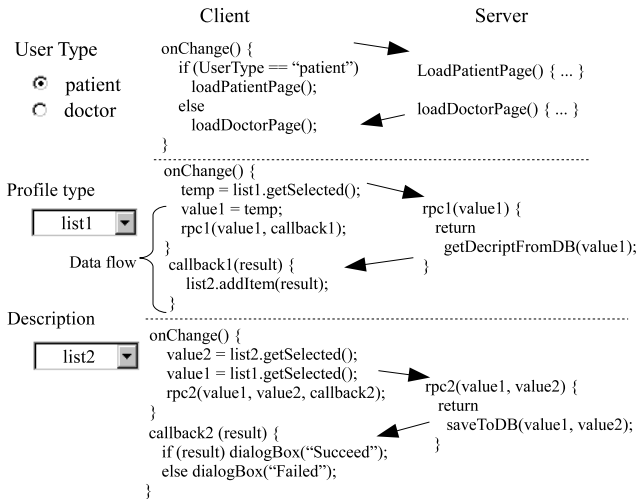 Client
Server
User Type
patient
doctor
onChange() {
if (UserType == “patient”)
loadPatientPage();
else
loadDoctorPage();
}
LoadPatientPage() { ... }
loadDoctorPage() { ... }
Profile type
list1
Data flow
onChange() {
temp = list1.getSelected();
value1 = temp;
rpc1(value1, callback1);
}
callback1(result) {
list2.addItem(result);
}
rpc1(value1) {
return
getDecriptFromDB(value1);
}
Description
list2
onChange() {
value2 = list2.getSelected();
value1 = list1.getSelected();
rpc2(value1, value2, callback2);
}
callback2 (result) {
if (result) dialogBox(“Succeed”);
else dialogBox(“Failed”);
}
rpc2(value1, value2) {
return
saveToDB(value1, value2);
}